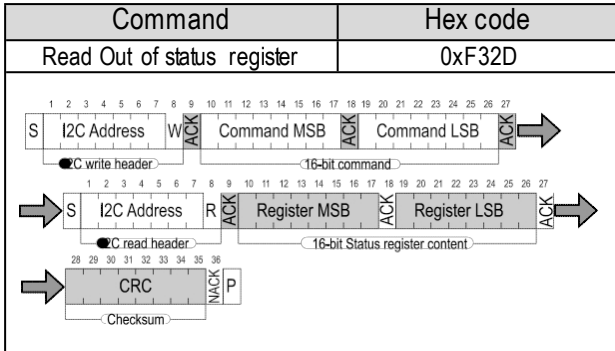 Command Hex code
Read Out of status register 0xF32D
1 2 3 4 5 6 7 8 9 10 11 12 13 14 15 16 17 18 19 20 21 22 23 24 25 26 27
S I2C Address W ACK Command MSB ACK Command LSB ACK
2C write header 16-bit command
1 2 3 4 5 6 7 8 9 10 11 12 13 14 15 16 17 18 19 20 21 22 23 24 25 26 27
S I2C Address R ACK Register MSB ACK Register LSB ACK
2C read header 16-bit Status register content
28 29 30 31 32 33 34 35 36
CRC NACK P
Checksum